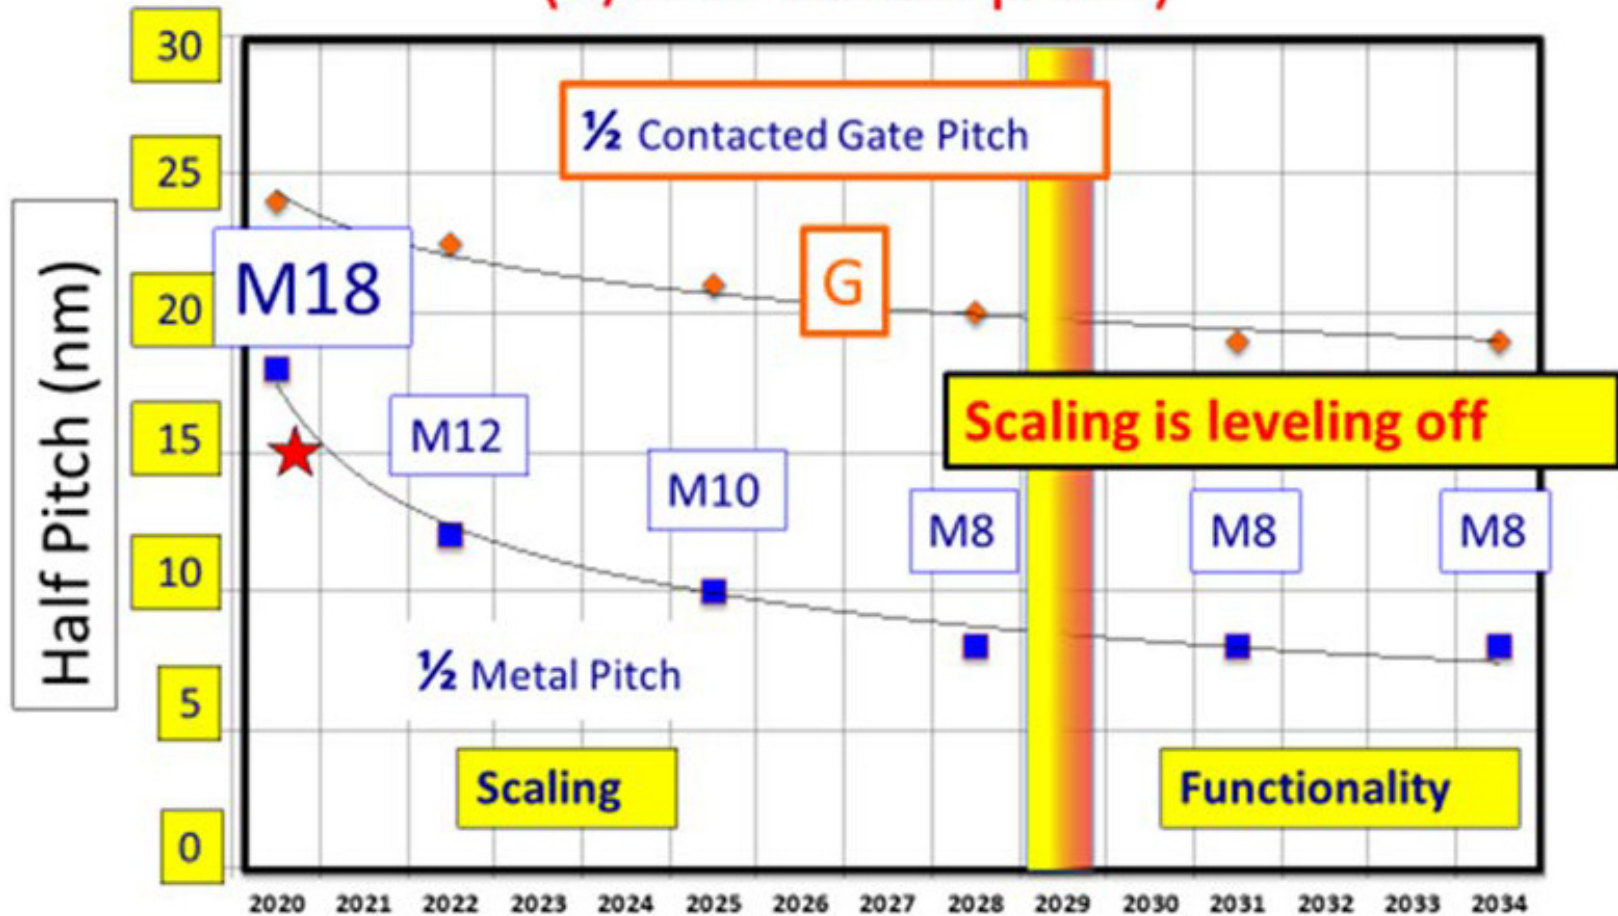 30
½ Contacted Gate Pitch
25
M18
G
20
Half Pitch (nm)
Scaling is leveling off
15
M12
M10
M8
M8
M8
10
½ Metal Pitch
5
Scaling
Functionality
0
2020 2021 2022 2023 2024 2025 2026 2027 2028 2029 2030 2031 2032 2033 2034